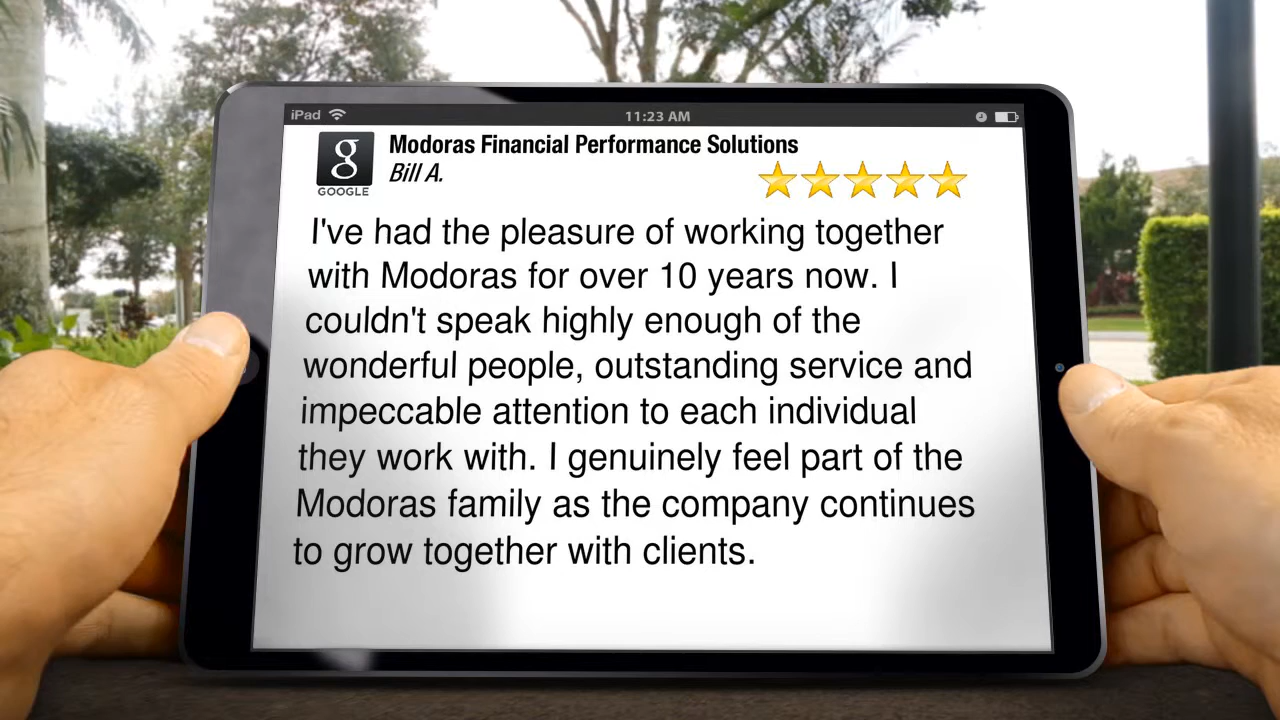 iPad 11:23 AM
g
GOOGLE
Modoras Financial Performance Solutions
Bill A.
I've had the pleasure of working together
with Modoras for over 10 years now. I
couldn't speak highly enough of the
wonderful people, outstanding service and
impeccable attention to each individual
they work with. I genuinely feel part of the
Modoras family as the company continues
to grow together with clients.